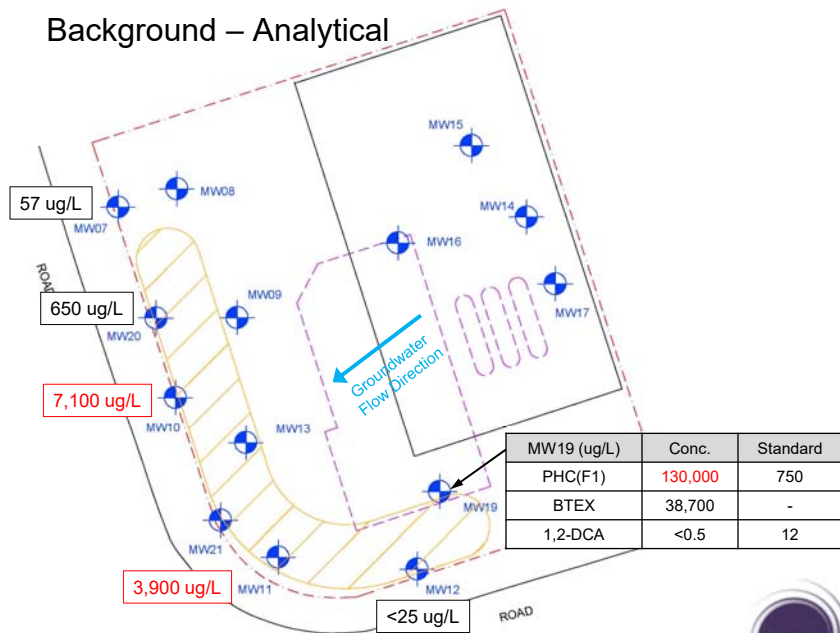 Background – Analytical
MW15
MW08
57 ug/L
MW07
MW14
MW16
ROAD
MW09
650 ug/L
MW20
MW17
Groundwater
Flow Direction
7,100 ug/L
MW10
MW13
MW19 (ug/L) Conc. Standard
PHC(F1) 130,000 750
BTEX 38,700 -
1,2-DCA <0.5 12
MW19
MW21
3,900 ug/L
MW11
MW12
<25 ug/L
ROAD